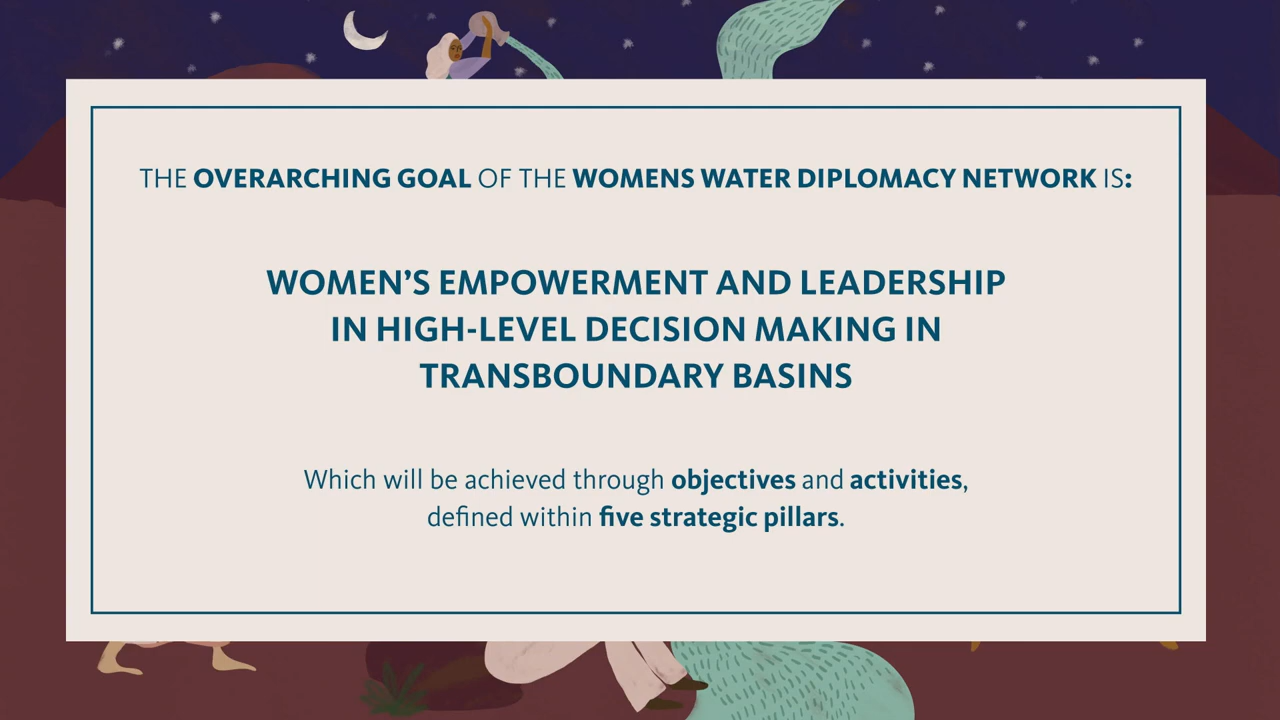 THE OVERARCHING GOAL OF THE WOMENS WATER DIPLOMACY NETWORK IS:
WOMEN’S EMPOWERMENT AND LEADERSHIP
IN HIGH-LEVEL DECISION MAKING IN
TRANSBOUNDARY BASINS
Which will be achieved through objectives and activities,
defined within five strategic pillars.